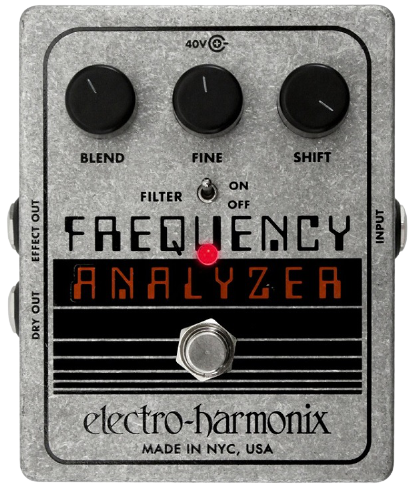 40V
BLEND
FINE
SHIFT
FILTER
ON
OFF
EFFECT OUT
INPUT
FREQUENCY
ANALYZER
DRY OUT
electro-harmonix
MADE IN NYC, USA